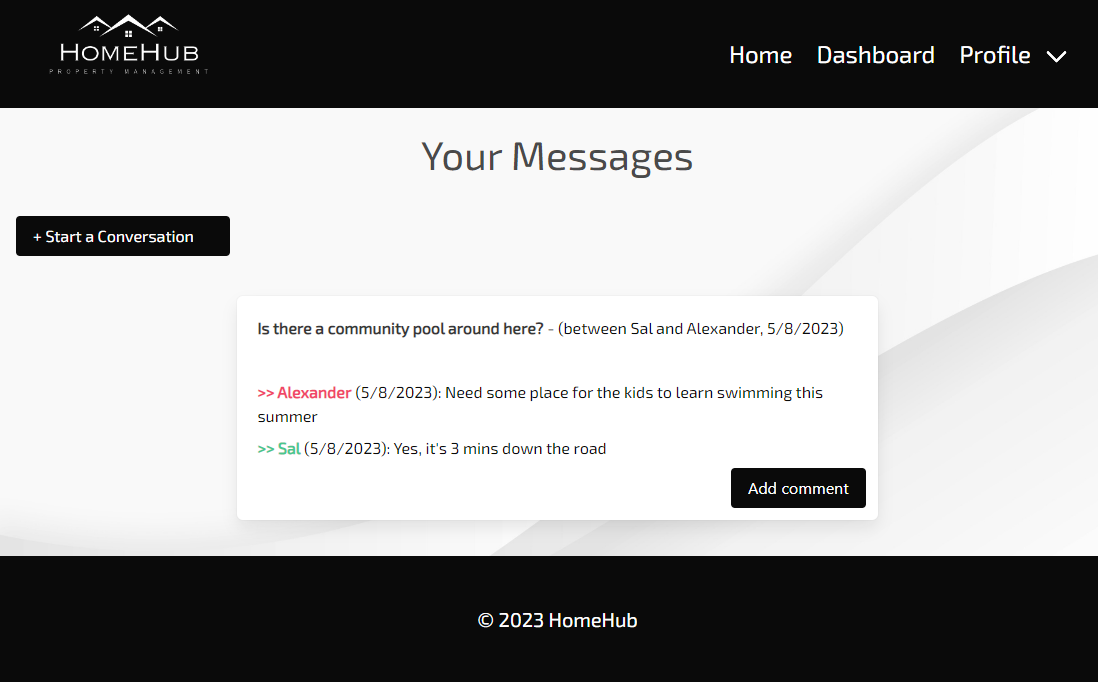 HomeHub
PROPERTY MANAGEMENT
Home Dashboard Profile
Your Messages
+ Start a Conversation
Is there a community pool around here? - (between Sal and Alexander, 5/8/2023)
>> Alexander (5/8/2023): Need some place for the kids to learn swimming this
summer
>> Sal (5/8/2023): Yes, it's 3 mins down the road
Add comment
© 2023 HomeHub